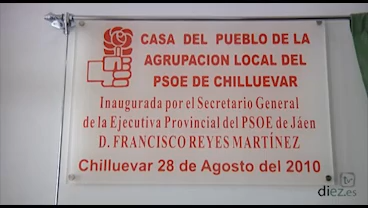 CASA DEL PUEBLO DE LA
AGRUPACION LOCAL DEL
PSOE DE CHILLUEVAR
Inaugurada por el Secretario General
de la Ejecutiva Provincial del PSOE de Jáen
D. FRANCISCO REYES MARTÍNEZ
Chilluevar 28 de Agosto del 2010
tv
diez.es